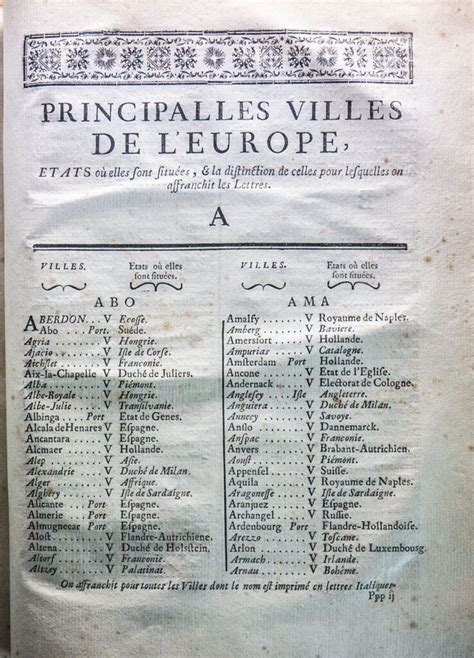 PRINCIPALLES VILLES
DE L'EUROPE,
ETATS où elles sont situées, & la distinction de celles pour lesquelles on
affranchit les Lettres.
A
VILLES. Etats où elles sont situées.
ABO
ABERDON... V Ecosse.
Abo ... Port. Suéde.
Agria ... V Hongrie.
Ajacio ... V Isle de Corse.
Aichstet ... V Franconie.
Aix-la-Chapelle V Duché de Juliers.
Alba ... V Piémont.
Albe-Royale ... V Hongrie.
Albe-Julie ... V Transilvanie.
Albinga ... Port Etat de Genes.
Alcala de Henares V Espagne.
Ancantara ... V Espagne.
Alcmaer ... V Hollande.
Alep ... V Asie.
Alexandrie ... V Duché de Milan.
Alger ... V Affrique.
Alghéry ... Port Isle de Sardaigne.
Alicante ... Port Espagne.
Almerie ... Port Espagne.
Almugnecar Port Espagne.
Alost ... V Flandre-Autrichiene.
Altena ... V Duché de Holstein.
Altorf ... V Franconie.
Altzey ... V Palatinat.
VILLES. Etats où elles sont situées.
AMA
Amalfy ... V Royaume de Naples.
Amberg ... V Baviere.
Amersfort ... V Hollande.
Ampurias ... V Catalogne.
Amsterdam Port Hollande.
Ancone ... V Etat de l'Eglise.
Andernack ... V Electorat de Cologne.
Anglesey ... Isle Angleterre.
Anguiera ... V Duché de Milan.
Annecy ... V Savoye.
Anslo ... V Dannemarck.
Anspac ... V Franconie.
Anvers ... V Brabant-Autrichien.
Aoust ... V Piémont.
Appensel ... V Suisse.
Aquila ... V Royaume de Naples.
Aragonesse ... V Isle de Sardaigne.
Aranjuez ... V Espagne.
Archangel ... V Russie.
Ardenbourg Port Flandre-Hollandoise.
Arezzo ... V Toscane.
Arlon ... V Duché de Luxembourg.
Armach ... V Irlande.
Arnau ... V Bohéme.
On affranchit pour toutes les Villes dont le nom est imprimé en lettres Italiques.
Ppp ij